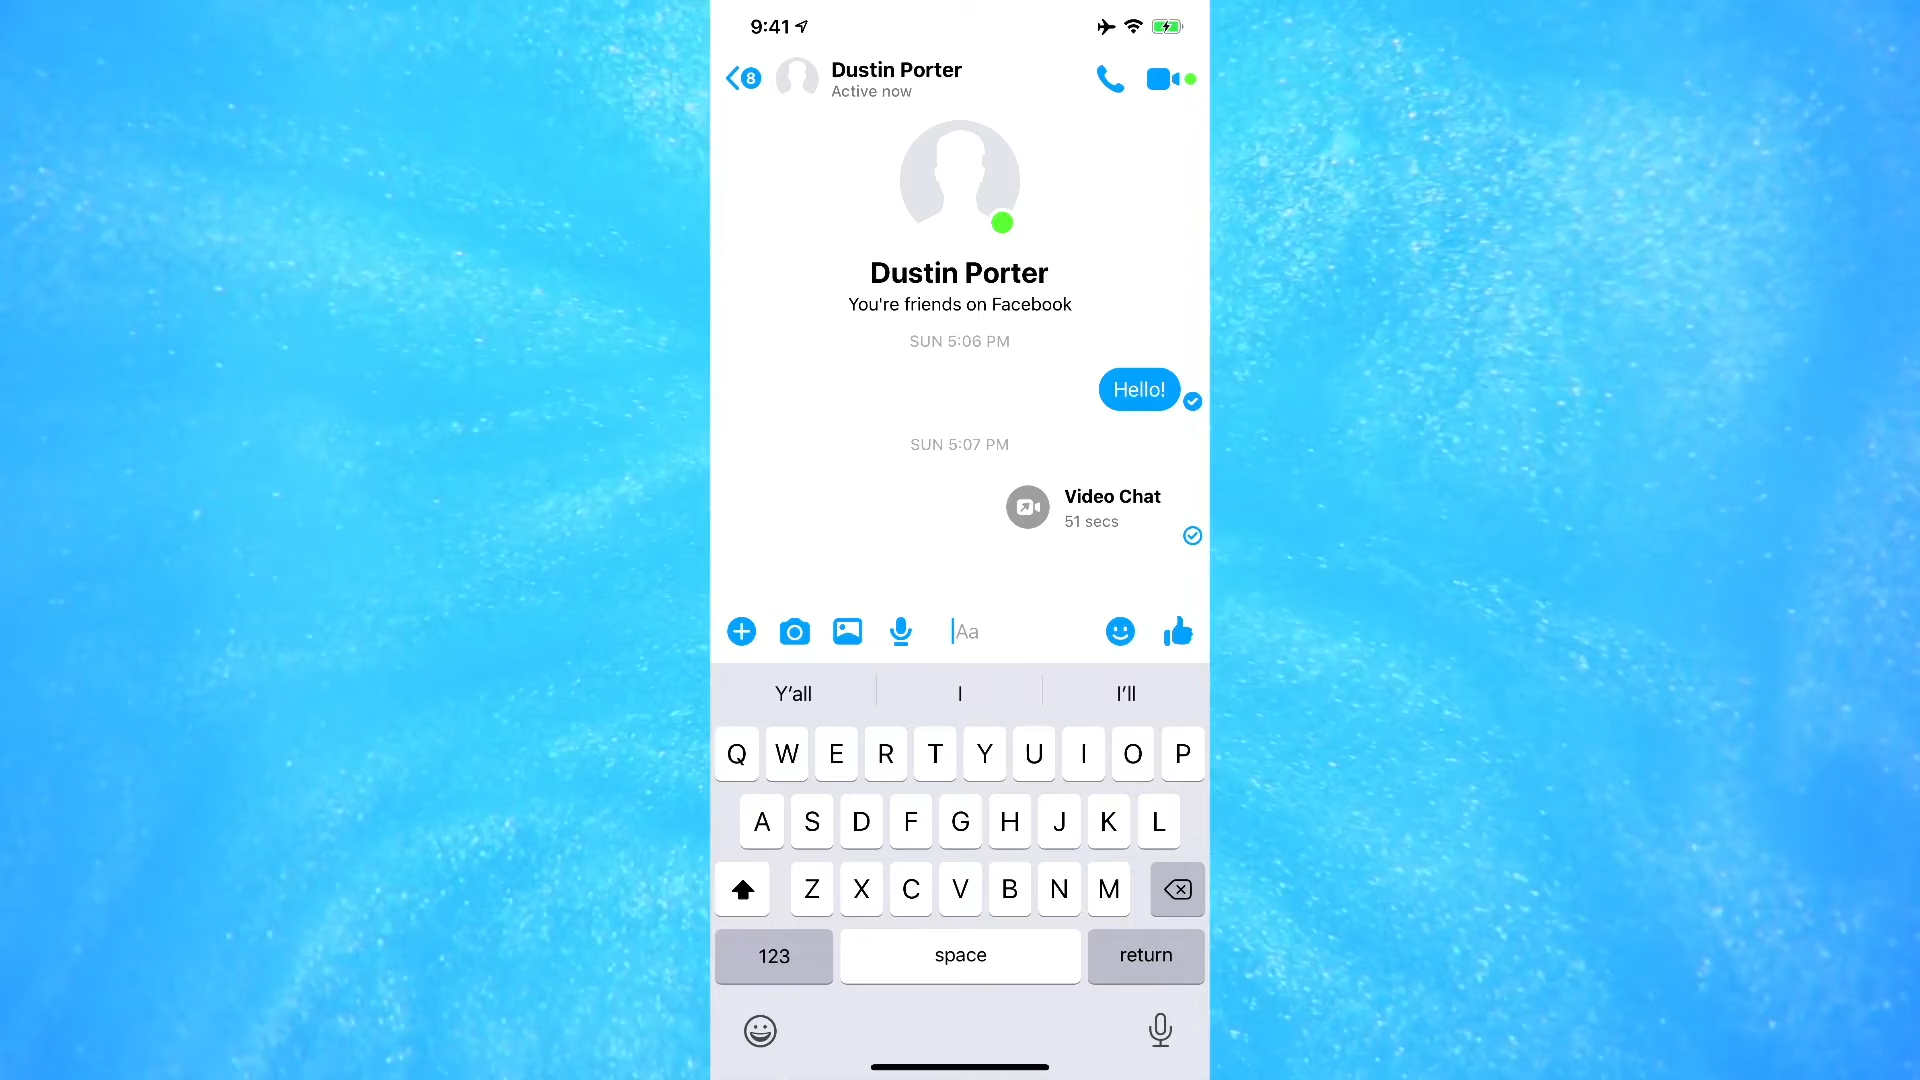 9:41
8
Dustin Porter
Active now
Dustin Porter
You're friends on Facebook
SUN 5:06 PM
Hello!
SUN 5:07 PM
Video Chat
51 secs
Aa
Y’all I I’ll
Q W E R T Y U I O P
A S D F G H J K L
Z X C V B N M
123 space return